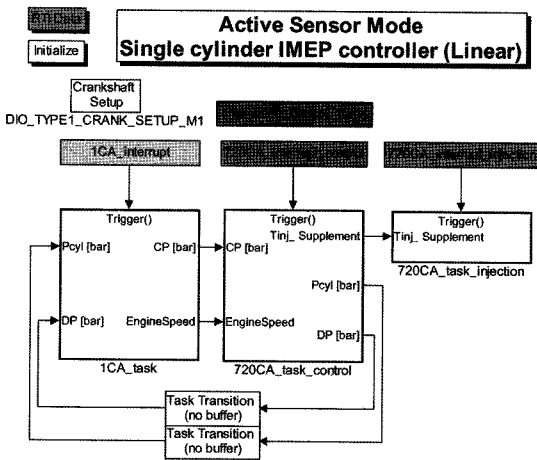 RTI Data
Initialize
Active Sensor Mode
Single cylinder IMEP controller (Linear)
Crankshaft
Setup
DIO_TYPE1_CRANK_SETUP_M1
1CA_interrupt
Trigger()
Pcyl [bar]
CP [bar]
DP [bar]
EngineSpeed
1CA_task
Trigger()
Tinj_ Supplement
CP [bar]
Pcyl [bar]
EngineSpeed
DP [bar]
720CA_task_control
Trigger()
Tinj_ Supplement
720CA_task_injection
Task Transition
(no buffer)
Task Transition
(no buffer)